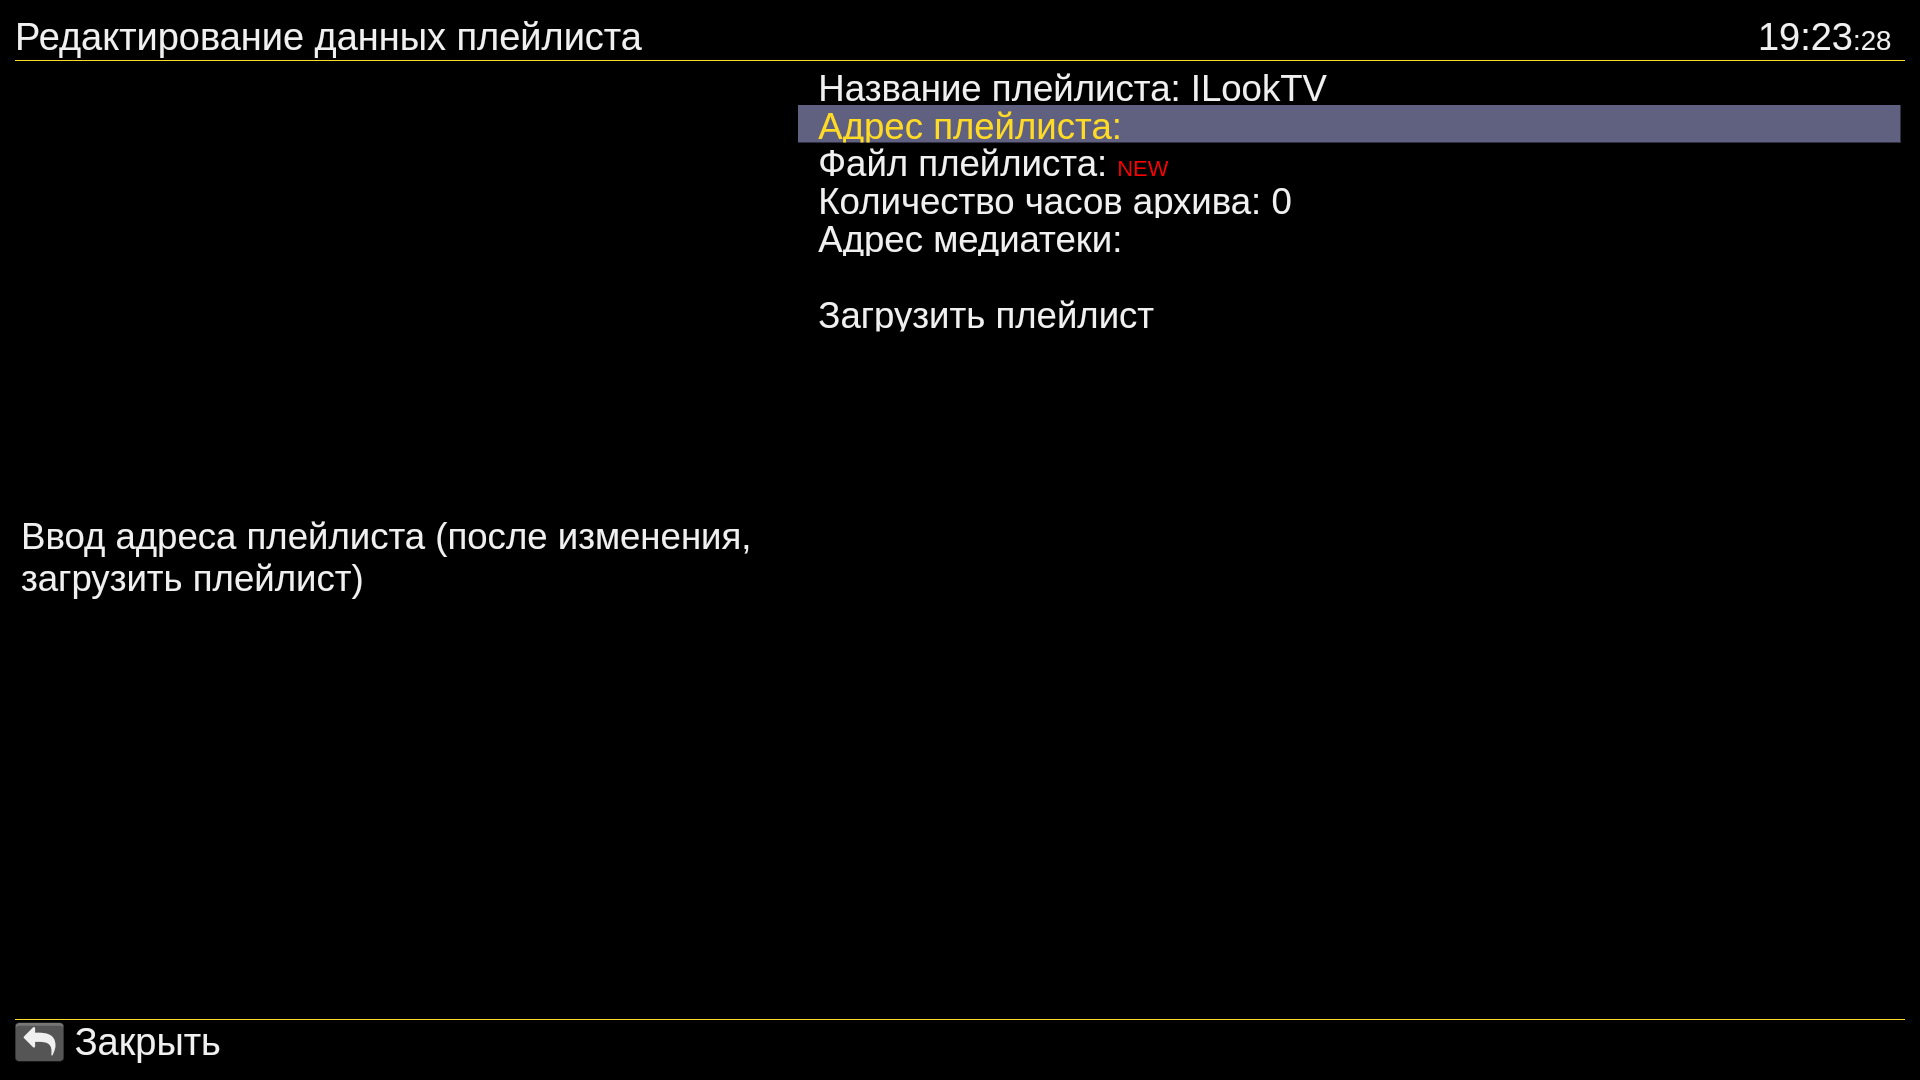 Редактирование данных плейлиста
19:23:28
Название плейлиста: ILookTV
Адрес плейлиста:
Файл плейлиста: NEW
Количество часов архива: 0
Адрес медиатеки:
Загрузить плейлист
Ввод адреса плейлиста (после изменения,
загрузить плейлист)
Закрыть